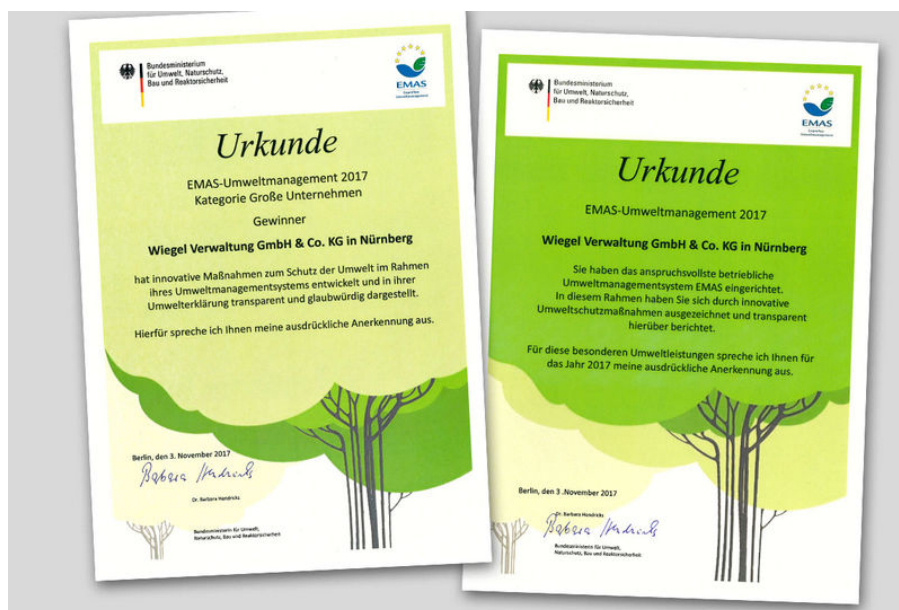 Bundesministerium
für Umwelt, Naturschutz,
Bau und Reaktorsicherheit
EMAS
Urkunde
EMAS-Umweltmanagement 2017
Kategorie Große Unternehmen
Gewinner
Wiegel Verwaltung GmbH & Co. KG in Nürnberg
hat innovative Maßnahmen zum Schutz der Umwelt im Rahmen
ihres Umweltmanagementsystems entwickelt und in ihrer
Umwelterklärung transparent und glaubwürdig dargestellt.
Hierfür spreche ich Ihnen meine ausdrückliche Anerkennung aus.
Berlin, den 3. November 2017
Barbara Hendricks
Dr. Barbara Hendricks
Bundesministerin für Umwelt,
Naturschutz, Bau und Reaktorsicherheit
Bundesministerium
für Umwelt, Naturschutz,
Bau und Reaktorsicherheit
EMAS
Urkunde
EMAS-Umweltmanagement 2017
Wiegel Verwaltung GmbH & Co. KG in Nürnberg
Sie haben das anspruchsvollste betriebliche
Umweltmanagementsystem EMAS eingerichtet.
In diesem Rahmen haben Sie sich durch innovative
Umweltschutzmaßnahmen ausgezeichnet und transparent
hierüber berichtet.
Für diese besonderen Umweltleistungen spreche ich Ihnen für
das Jahr 2017 meine ausdrückliche Anerkennung aus.
Berlin, den 3 .November 2017
Dr. Barbara Hendricks
Barbara Hendricks
Bundesministerin für Umwelt,
Naturschutz, Bau und Reaktorsicherheit